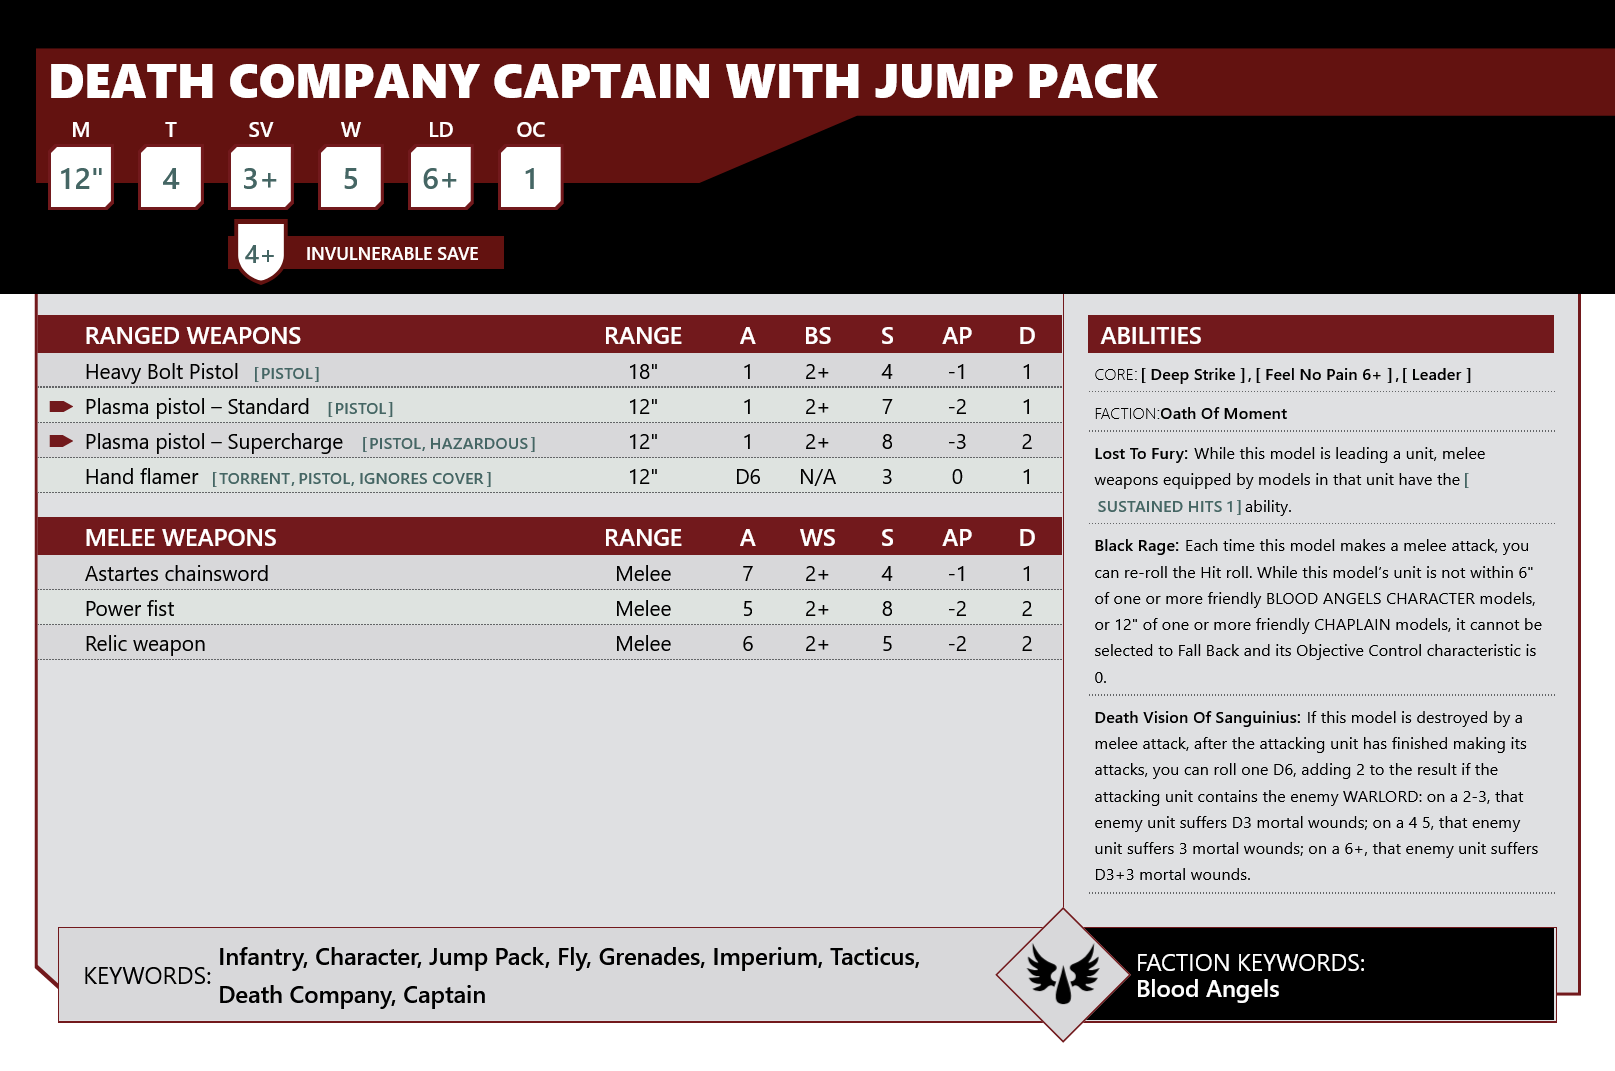 DEATH COMPANY CAPTAIN WITH JUMP PACK
M T SV W LD OC
12" 4 3+ 5 6+ 1
4+ INVULNERABLE SAVE
RANGED WEAPONS RANGE A BS S AP D
Heavy Bolt Pistol [PISTOL] 18" 1 2+ 4 -1 1
Plasma pistol – Standard [PISTOL] 12" 1 2+ 7 -2 1
Plasma pistol – Supercharge [PISTOL, HAZARDOUS] 12" 1 2+ 8 -3 2
Hand flamer [TORRENT, PISTOL, IGNORES COVER] 12" D6 N/A 3 0 1
MELEE WEAPONS RANGE A WS S AP D
Astartes chainsword Melee 7 2+ 4 -1 1
Power fist Melee 5 2+ 8 -2 2
Relic weapon Melee 6 2+ 5 -2 2
ABILITIES
CORE: [ Deep Strike ], [ Feel No Pain 6+ ], [ Leader ]
FACTION:Oath Of Moment
Lost To Fury: While this model is leading a unit, melee
weapons equipped by models in that unit have the [
SUSTAINED HITS 1] ability.
Black Rage: Each time this model makes a melee attack, you
can re-roll the Hit roll. While this model's unit is not within 6"
of one or more friendly BLOOD ANGELS CHARACTER models,
or 12" of one or more friendly CHAPLAIN models, it cannot be
selected to Fall Back and its Objective Control characteristic is
0.
Death Vision Of Sanguinius: If this model is destroyed by a
melee attack, after the attacking unit has finished making its
attacks, you can roll one D6, adding 2 to the result if the
attacking unit contains the enemy WARLORD: on a 2-3, that
enemy unit suffers D3 mortal wounds; on a 4 5, that enemy
unit suffers 3 mortal wounds; on a 6+, that enemy unit suffers
D3+3 mortal wounds.
KEYWORDS: Infantry, Character, Jump Pack, Fly, Grenades, Imperium, Tacticus,
Death Company, Captain
FACTION KEYWORDS:
Blood Angels